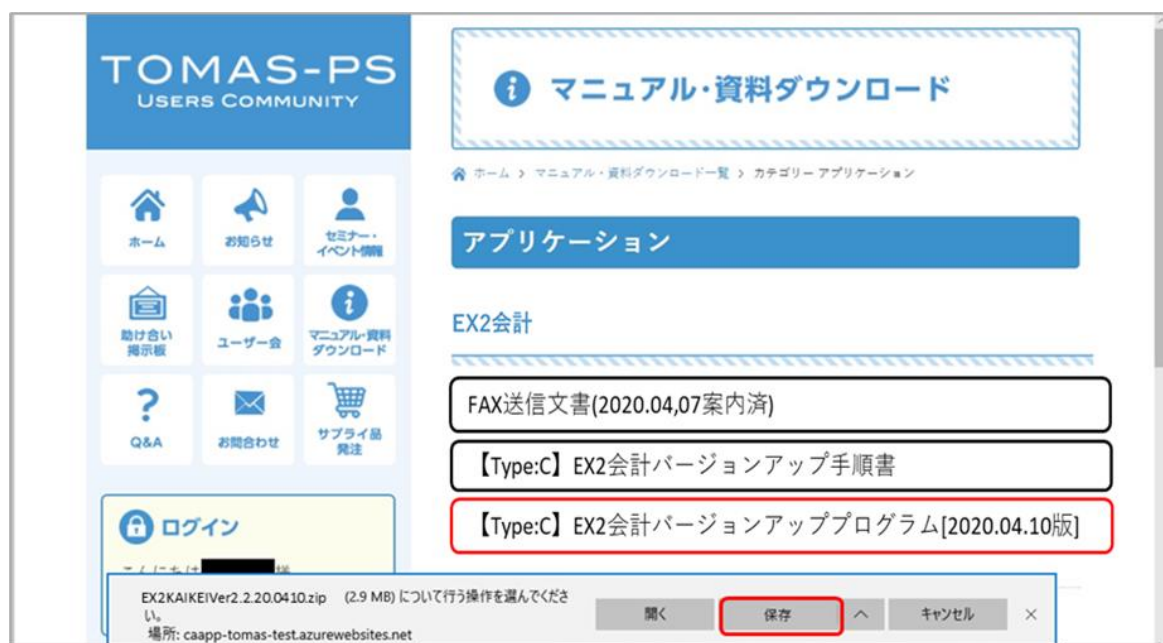 TOMAS-PS
USERS COMMUNITY
マニュアル・資料ダウンロード
ホーム > マニュアル・資料ダウンロード一覧 > カテゴリー アプリケーション
ホーム
お知らせ
セミナー・
イベント情報
助け合い
掲示板
ユーザー会
マニュアル・資料
ダウンロード
Q&A
お問合わせ
サプライ品
発注
アプリケーション
EX2会計
FAX送信文書(2020.04,07案内済)
【Type:C】EX2会計バージョンアップ手順書
【Type:C】EX2会計バージョンアッププログラム[2020.04.10版]
ログイン
こんにちは 様
EX2KAIKEIVer2.2.20.0410.zip (2.9 MB) について行う操作を選んでくださ
い。
場所: caapp-tomas-test.azurewebsites.net
開く
保存
キャンセル